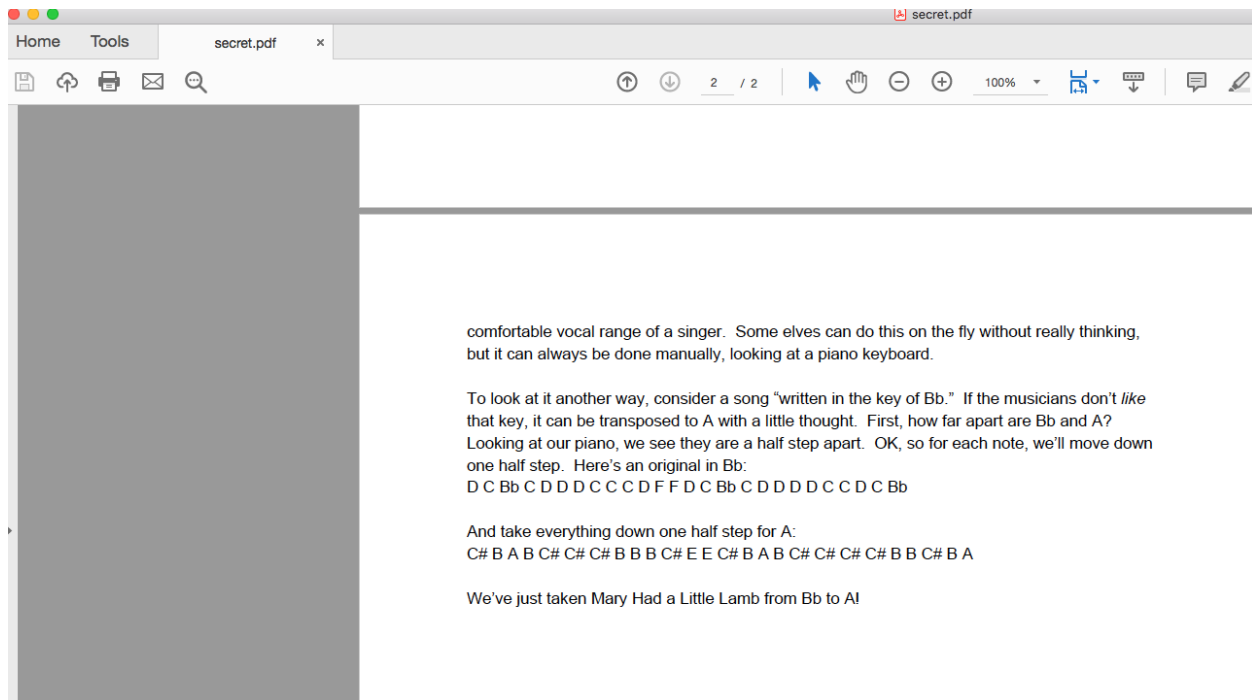 secret.pdf
Home Tools secret.pdf ×
2 / 2 100%
comfortable vocal range of a singer.  Some elves can do this on the fly without really thinking,
but it can always be done manually, looking at a piano keyboard.
To look at it another way, consider a song “written in the key of Bb.”  If the musicians don’t like
that key, it can be transposed to A with a little thought.  First, how far apart are Bb and A?
Looking at our piano, we see they are a half step apart.  OK, so for each note, we’ll move down
one half step.  Here’s an original in Bb:
D C Bb C D D D C C C D F F D C Bb C D D D D C C D C Bb
And take everything down one half step for A:
C# B A B C# C# C# B B B C# E E C# B A B C# C# C# C# B B C# B A
We’ve just taken Mary Had a Little Lamb from Bb to A!